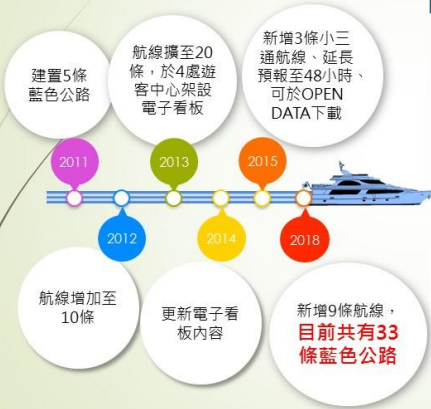 建置5條
藍色公路
2011
航線增加至
10條
2012
航線擴至20
條，於4處遊
客中心架設
電子看板
2013
更新電子看
板內容
2014
新增3條小三
通航線、延長
預報至48小時、
可於OPEN
DATA下載
2015
新增9條航線，
目前共有33
條藍色公路
2018